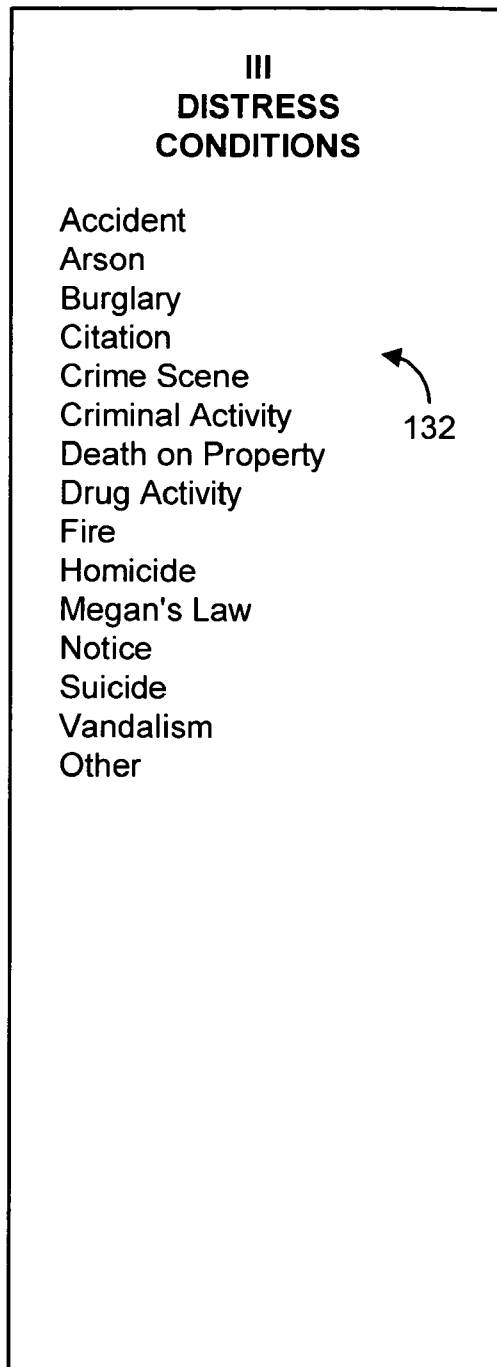 III
DISTRESS
CONDITIONS
Accident
Arson
Burglary
Citation
Crime Scene
Criminal Activity
132
Death on Property
Drug Activity
Fire
Homicide
Megan's Law
Notice
Suicide
Vandalism
Other